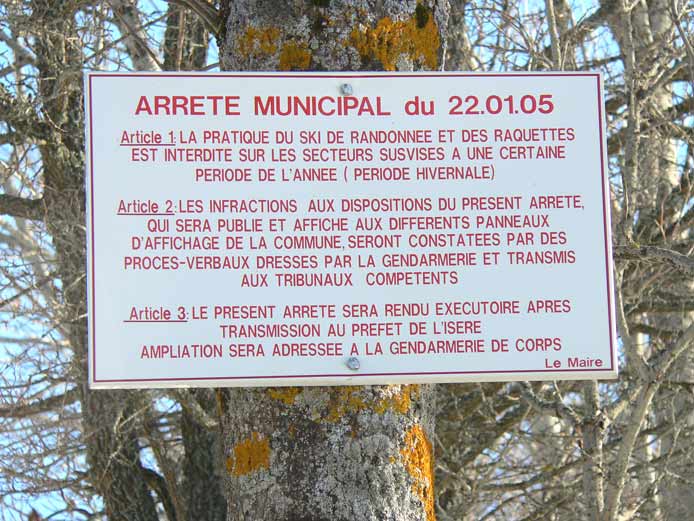 ARRETE MUNICIPAL du 22.01.05
Article 1: LA PRATIQUE DU SKI DE RANDONNEE ET DES RAQUETTES
EST INTERDITE SUR LES SECTEURS SUSVISES A UNE CERTAINE
PERIODE DE L'ANNEE ( PERIODE HIVERNALE)
Article 2: LES INFRACTIONS AUX DISPOSITIONS DU PRESENT ARRETE,
QUI SERA PUBLIE ET AFFICHE AUX DIFFERENTS PANNEAUX
D'AFFICHAGE DE LA COMMUNE, SERONT CONSTATEES PAR DES
PROCES-VERBAUX DRESSES PAR LA GENDARMERIE ET TRANSMIS
AUX TRIBUNAUX COMPETENTS
Article 3: LE PRESENT ARRETE SERA RENDU EXECUTOIRE APRES
TRANSMISSION AU PREFET DE L'ISERE
AMPLIATION SERA ADRESSEE A LA GENDARMERIE DE CORPS
Le Maire